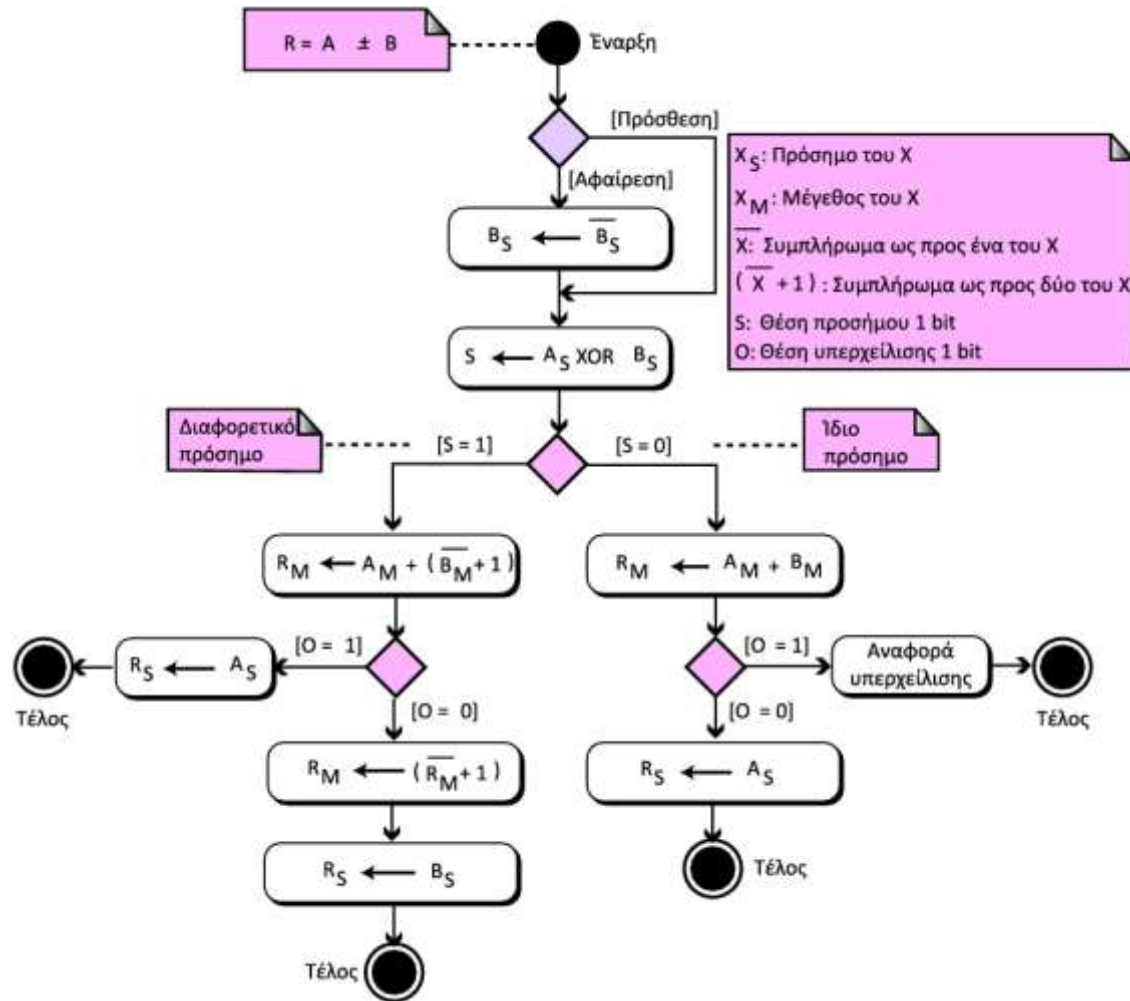 R = A ± B
Έναρξη
[Πρόσθεση]
[Αφαίρεση]
X_S: Πρόσημο του X
X_M: Μέγεθος του X
X̅: Συμπλήρωμα ως προς ένα του X
( X̅ + 1 ) : Συμπλήρωμα ως προς δύο του X
S: Θέση προσήμου 1 bit
O: Θέση υπερχείλισης 1 bit
B_S ← B̅_S
S ← A_S XOR B_S
Διαφορετικό
πρόσημο
[S = 1]
[S = 0]
Ίδιο
πρόσημο
R_M ← A_M + ( B̅_M + 1 )
R_M ← A_M + B_M
[O = 1]
R_S ← A_S
Τέλος
[O = 1]
Αναφορά
υπερχείλισης
Τέλος
[O = 0]
[O = 0]
R_M ← ( R̅_M + 1 )
R_S ← A_S
R_S ← B_S
Τέλος
Τέλος